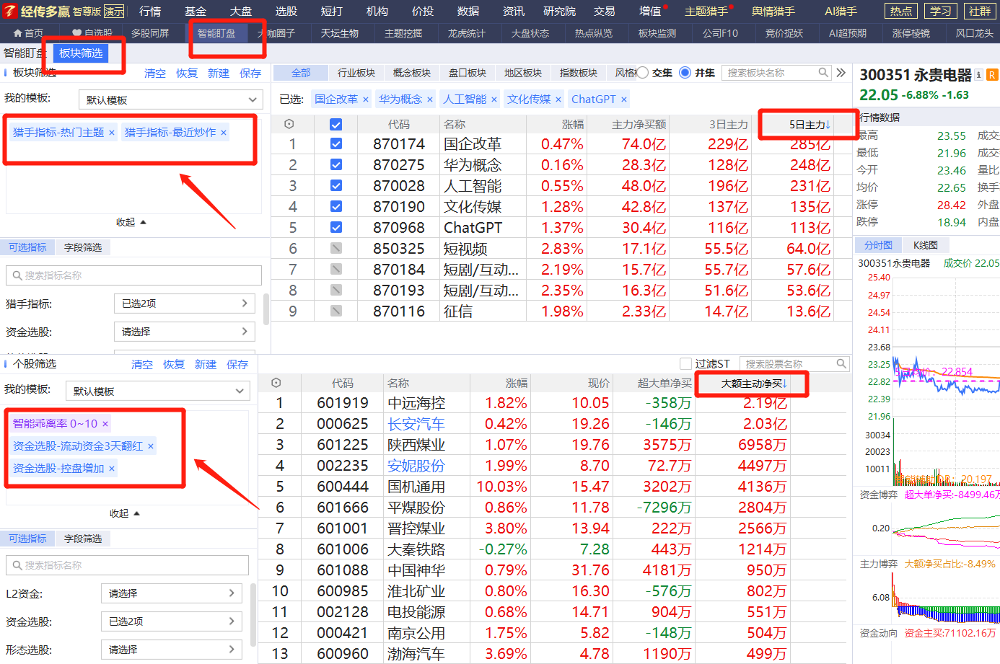 经传多赢 智尊版 演示 行情 基金 大盘 选股 短打 机构 价投 数据 资讯 研究院 交易 增值 主题猎手 舆情猎手 AI猎手 热点 学习 社群
首页 自选股 多股同屏 智能盯盘 大咖圈子 天坛生物 主题挖掘 龙虎统计 大盘状态 热点纵览 板块监测 公司F10 竞价捉妖 AI超预期 涨停棱镜 风口龙头
智能盯盘 板块筛选
板块筛选 清空 恢复 新建 保存
我的模板: 默认模板
猎手指标-热门主题 × 猎手指标-最近炒作 ×
收起
可选指标 字段筛选
搜索指标名称
猎手指标: 已选2项
资金选股: 请选择
全部 行业板块 概念板块 盘口板块 地区板块 指数板块 风格 交集 并集 搜索板块名称
已选: 国企改革 × 华为概念 × 人工智能 × 文化传媒 × ChatGPT ×
代码 名称 涨幅 主力净买额 3日主力 5日主力↓
1 870174 国企改革 0.47% 74.0亿 229亿 285亿
2 870275 华为概念 0.16% 28.3亿 128亿 248亿
3 870028 人工智能 0.55% 48.0亿 196亿 231亿
4 870190 文化传媒 1.28% 42.8亿 137亿 135亿
5 870968 ChatGPT 1.37% 30.4亿 116亿 113亿
6 850325 短视频 2.83% 17.1亿 55.5亿 64.0亿
7 870184 短剧/互动... 2.19% 15.7亿 55.7亿 57.6亿
8 870193 短剧/互动... 2.35% 16.3亿 51.6亿 53.6亿
9 870116 征信 1.98% 2.33亿 14.7亿 13.6亿
个股筛选 清空 恢复 新建 保存
我的模板: 默认模板
智能乖离率 0~10 ×
资金选股-流动资金3天翻红 ×
资金选股-控盘增加 ×
收起
可选指标 字段筛选
搜索指标名称
L2资金: 请选择
资金选股: 已选2项
形态选股: 请选择
过滤ST 搜索股票名称
代码 名称 涨幅 现价 超大单净买 大额主动净买↓
1 601919 中远海控 1.82% 10.05 -358万 2.19亿
2 000625 长安汽车 0.42% 19.26 -146万 2.03亿
3 601225 陕西煤业 1.07% 19.76 3575万 6958万
4 002235 安妮股份 1.99% 8.70 72.7万 4497万
5 600444 国机通用 10.03% 15.47 3202万 4136万
6 601666 平煤股份 0.86% 11.78 -7296万 2804万
7 601001 晋控煤业 3.80% 13.94 222万 2566万
8 601006 大秦铁路 -0.27% 7.28 443万 1214万
9 601088 中国神华 0.79% 31.76 4181万 950万
10 600985 淮北矿业 0.80% 16.30 -576万 802万
11 002128 电投能源 0.68% 14.71 904万 551万
12 000421 南京公用 1.75% 5.82 -148万 504万
13 600960 渤海汽车 3.69% 4.78 1190万 499万
300351 永贵电器 R
22.05 -6.88% -1.63
行情数据
最高 23.55 成交
最低 21.96 成交
今开 23.46 量比
均价 22.65 换手
涨停 28.42 外盘
跌停 18.94 内盘
分时图 K线图
300351永贵电器 成交价 22.05
25.40
24.97
24.54
24.11
23.68
23.25
22.854
22.82
22.39
21.96
30034
20023
10011
20.197
资金博弈 超大单净买:-8499.46万
0.20
主力博弈 大额净买占比:-8.49%
6.08
资金动向 资金主买:71102.16万